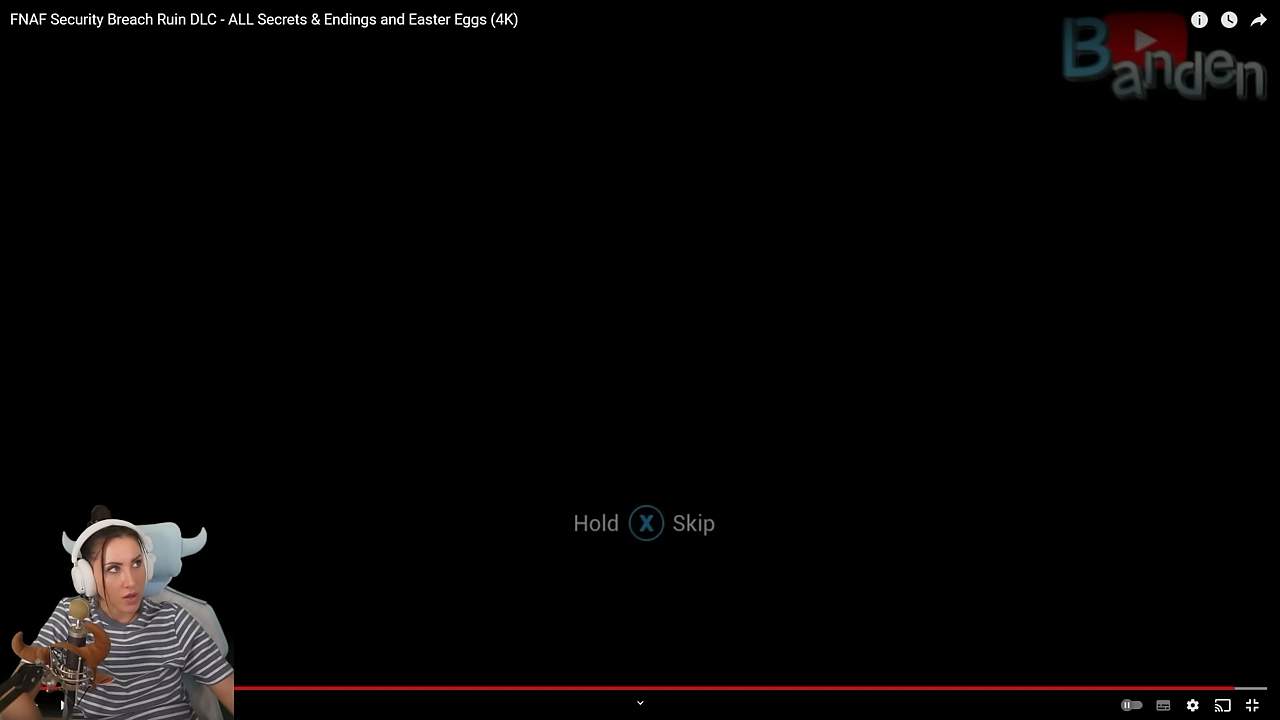 FNAF Security Breach Ruin DLC - ALL Secrets & Endings and Easter Eggs (4K)
Banden
Hold X Skip